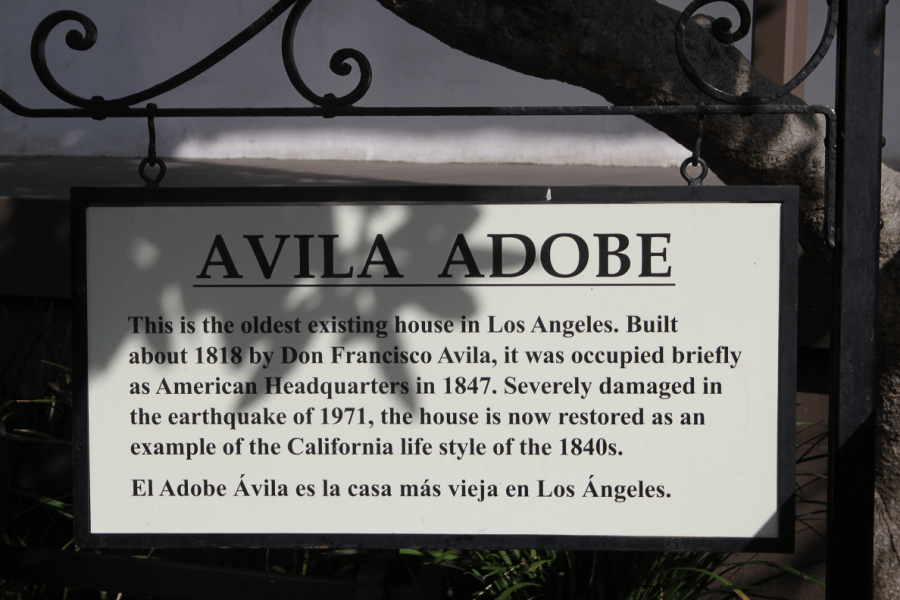 AVILA ADOBE
This is the oldest existing house in Los Angeles. Built
about 1818 by Don Francisco Avila, it was occupied briefly
as American Headquarters in 1847. Severely damaged in
the earthquake of 1971, the house is now restored as an
example of the California life style of the 1840s.
El Adobe Ávila es la casa más vieja en Los Ángeles.